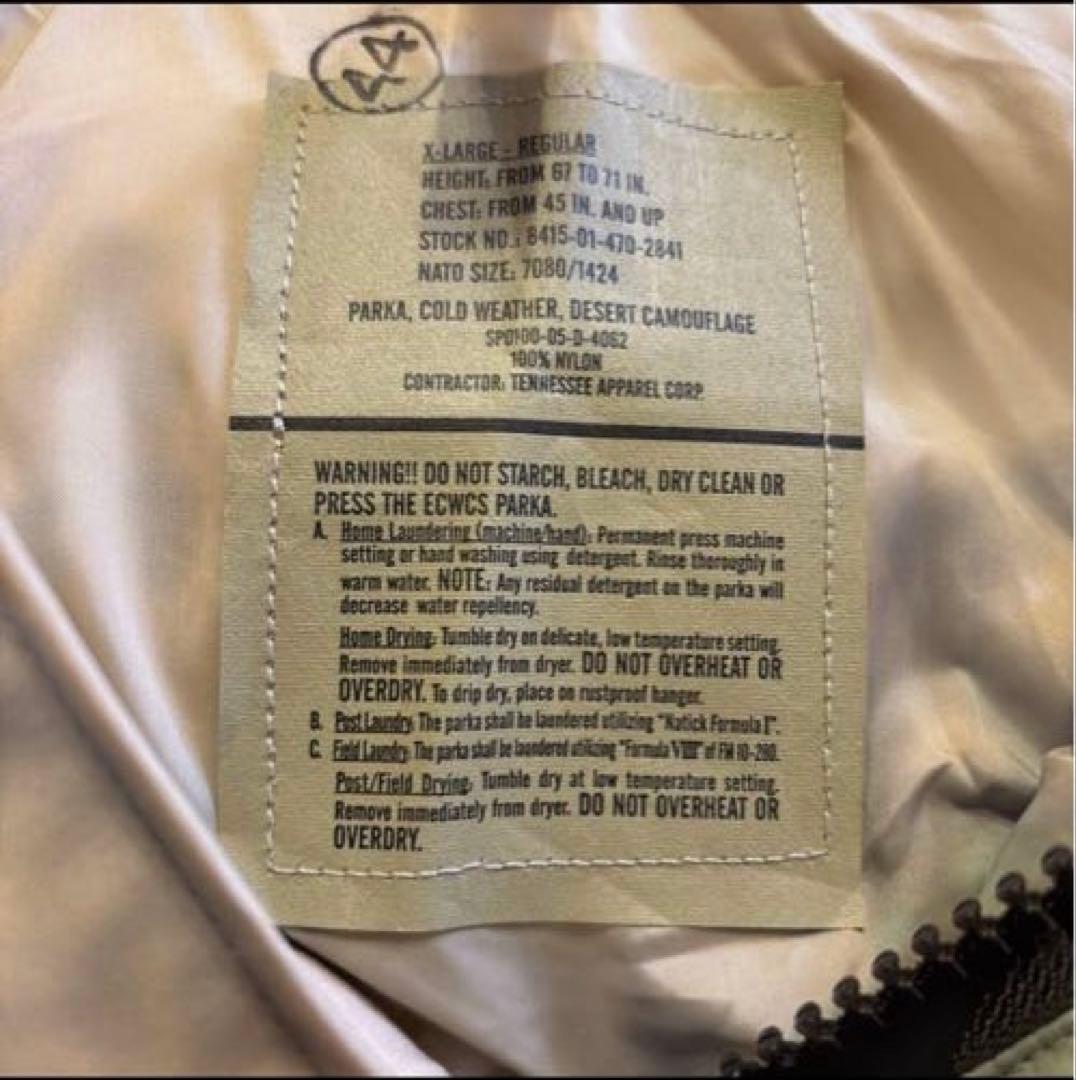 44
X-LARGE - REGULAR
HEIGHT: FROM 67 TO 71 IN.
CHEST: FROM 45 IN. AND UP
STOCK NO.: 8415-01-470-2841
NATO SIZE: 7080/1424
PARKA, COLD WEATHER, DESERT CAMOUFLAGE
SPO100-05-D-4062
100% NYLON
CONTRACTOR: TENNESSEE APPAREL CORP.
WARNING!! DO NOT STARCH, BLEACH, DRY CLEAN OR
PRESS THE ECWCS PARKA.
A. Home Laundering (machine/hand): Permanent press machine
setting or hand washing using detergent. Rinse thoroughly in
warm water. NOTE: Any residual detergent on the parka will
decrease water repellency.
Home Drying: Tumble dry on delicate, low temperature setting.
Remove immediately from dryer. DO NOT OVERHEAT OR
OVERDRY. To drip dry, place on rustproof hanger.
B. Post Laundry: The parka shall be laundered utilizing "Natick Formula I".
C. Field Laundry: The parka shall be laundered utilizing "Formula VIII" of FM 10-280.
Post/Field Drying: Tumble dry at low temperature setting.
Remove immediately from dryer. DO NOT OVERHEAT OR
OVERDRY.